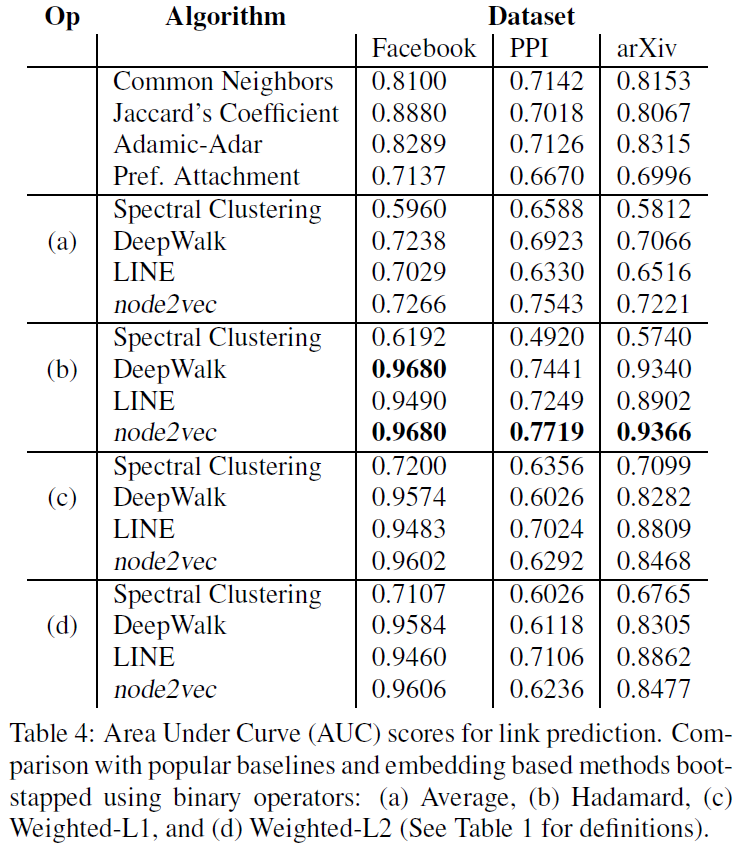 Op Algorithm Dataset
Facebook PPI arXiv
Common Neighbors 0.8100 0.7142 0.8153
Jaccard's Coefficient 0.8880 0.7018 0.8067
Adamic-Adar 0.8289 0.7126 0.8315
Pref. Attachment 0.7137 0.6670 0.6996
Spectral Clustering 0.5960 0.6588 0.5812
(a) DeepWalk 0.7238 0.6923 0.7066
LINE 0.7029 0.6330 0.6516
node2vec 0.7266 0.7543 0.7221
Spectral Clustering 0.6192 0.4920 0.5740
(b) DeepWalk 0.9680 0.7441 0.9340
LINE 0.9490 0.7249 0.8902
node2vec 0.9680 0.7719 0.9366
Spectral Clustering 0.7200 0.6356 0.7099
(c) DeepWalk 0.9574 0.6026 0.8282
LINE 0.9483 0.7024 0.8809
node2vec 0.9602 0.6292 0.8468
Spectral Clustering 0.7107 0.6026 0.6765
(d) DeepWalk 0.9584 0.6118 0.8305
LINE 0.9460 0.7106 0.8862
node2vec 0.9606 0.6236 0.8477
Table 4: Area Under Curve (AUC) scores for link prediction. Com-
parison with popular baselines and embedding based methods boot-
stapped using binary operators: (a) Average, (b) Hadamard, (c)
Weighted-L1, and (d) Weighted-L2 (See Table 1 for definitions).